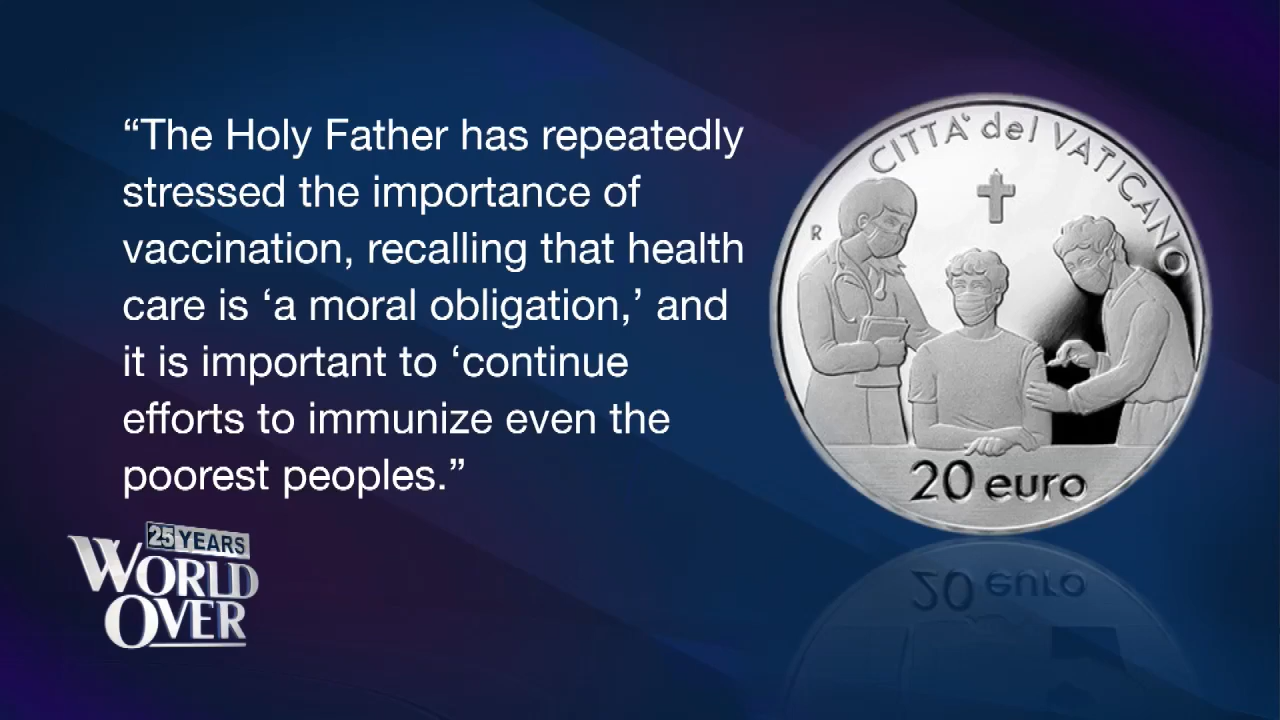 “The Holy Father has repeatedly
stressed the importance of
vaccination, recalling that health
care is ‘a moral obligation,’ and
it is important to ‘continue
efforts to immunize even the
poorest peoples.”
CITTA' del VATICANO
R
20 euro
20 euro
25 YEARS
WORLD
OVER